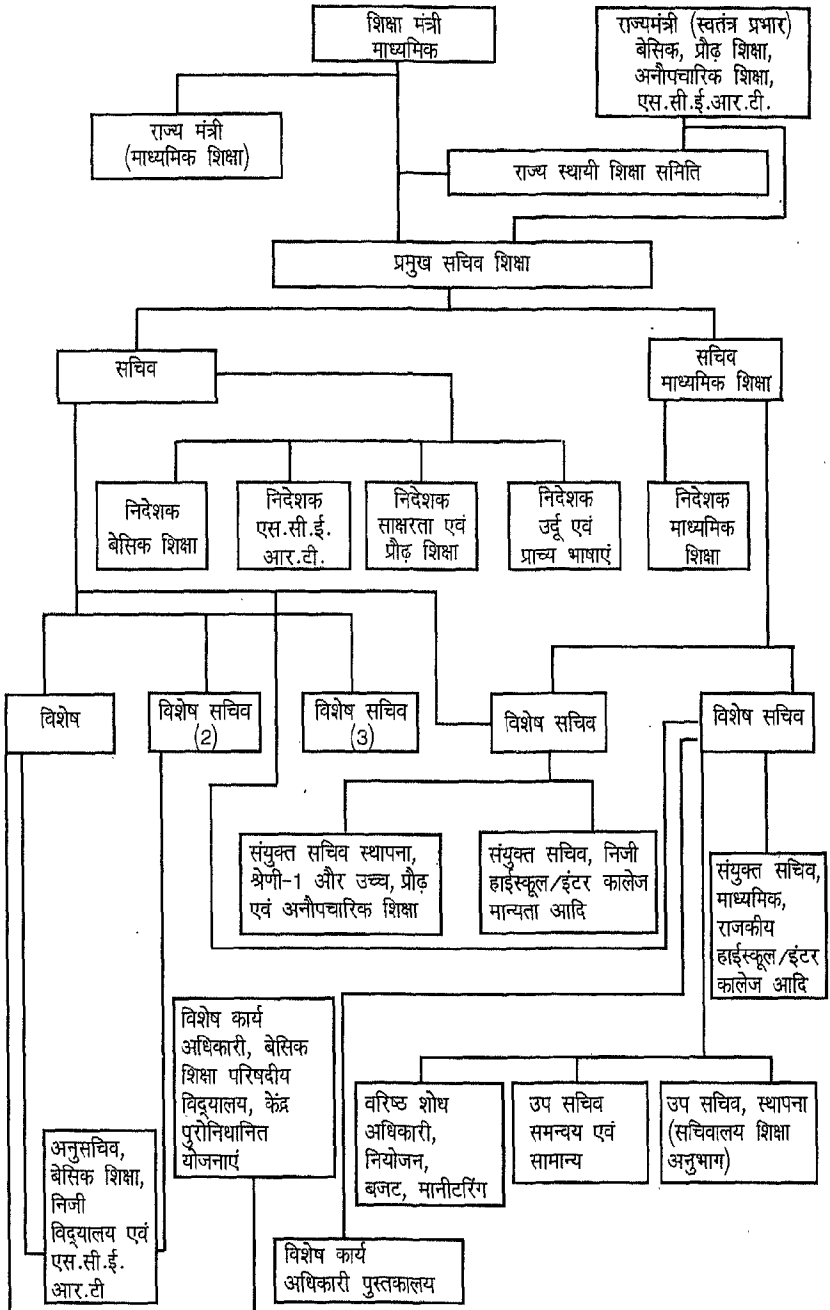 शिक्षा मंत्री
माध्यमिक
राज्यमंत्री (स्वतंत्र प्रभार)
बेसिक, प्रौढ़ शिक्षा,
अनौपचारिक शिक्षा,
एस.सी.ई.आर.टी.
राज्य मंत्री
(माध्यमिक शिक्षा)
राज्य स्थायी शिक्षा समिति
प्रमुख सचिव शिक्षा
सचिव
सचिव
माध्यमिक शिक्षा
निदेशक
बेसिक शिक्षा
निदेशक
एस.सी.ई.
आर.टी.
निदेशक
साक्षरता एवं
प्रौढ़ शिक्षा
निदेशक
उर्दू एवं
प्राच्य भाषाएं
निदेशक
माध्यमिक
शिक्षा
विशेष
विशेष सचिव
(2)
विशेष सचिव
(3)
विशेष सचिव
विशेष सचिव
संयुक्त सचिव स्थापना,
श्रेणी-1 और उच्च, प्रौढ़
एवं अनौपचारिक शिक्षा
संयुक्त सचिव, निजी
हाईस्कूल/इंटर कालेज
मान्यता आदि
संयुक्त सचिव,
माध्यमिक,
राजकीय
हाईस्कूल/इंटर
कालेज आदि
विशेष कार्य
अधिकारी, बेसिक
शिक्षा परिषदीय
विद्यालय, केंद्र
पुरोनिधानित
योजनाएं
वरिष्ठ शोध
अधिकारी,
नियोजन,
बजट, मानीटरिंग
उप सचिव
समन्वय एवं
सामान्य
उप सचिव, स्थापना
(सचिवालय शिक्षा
अनुभाग)
अनुसचिव,
बेसिक शिक्षा,
निजी
विद्यालय एवं
एस.सी.ई.
आर.टी
विशेष कार्य
अधिकारी पुस्तकालय